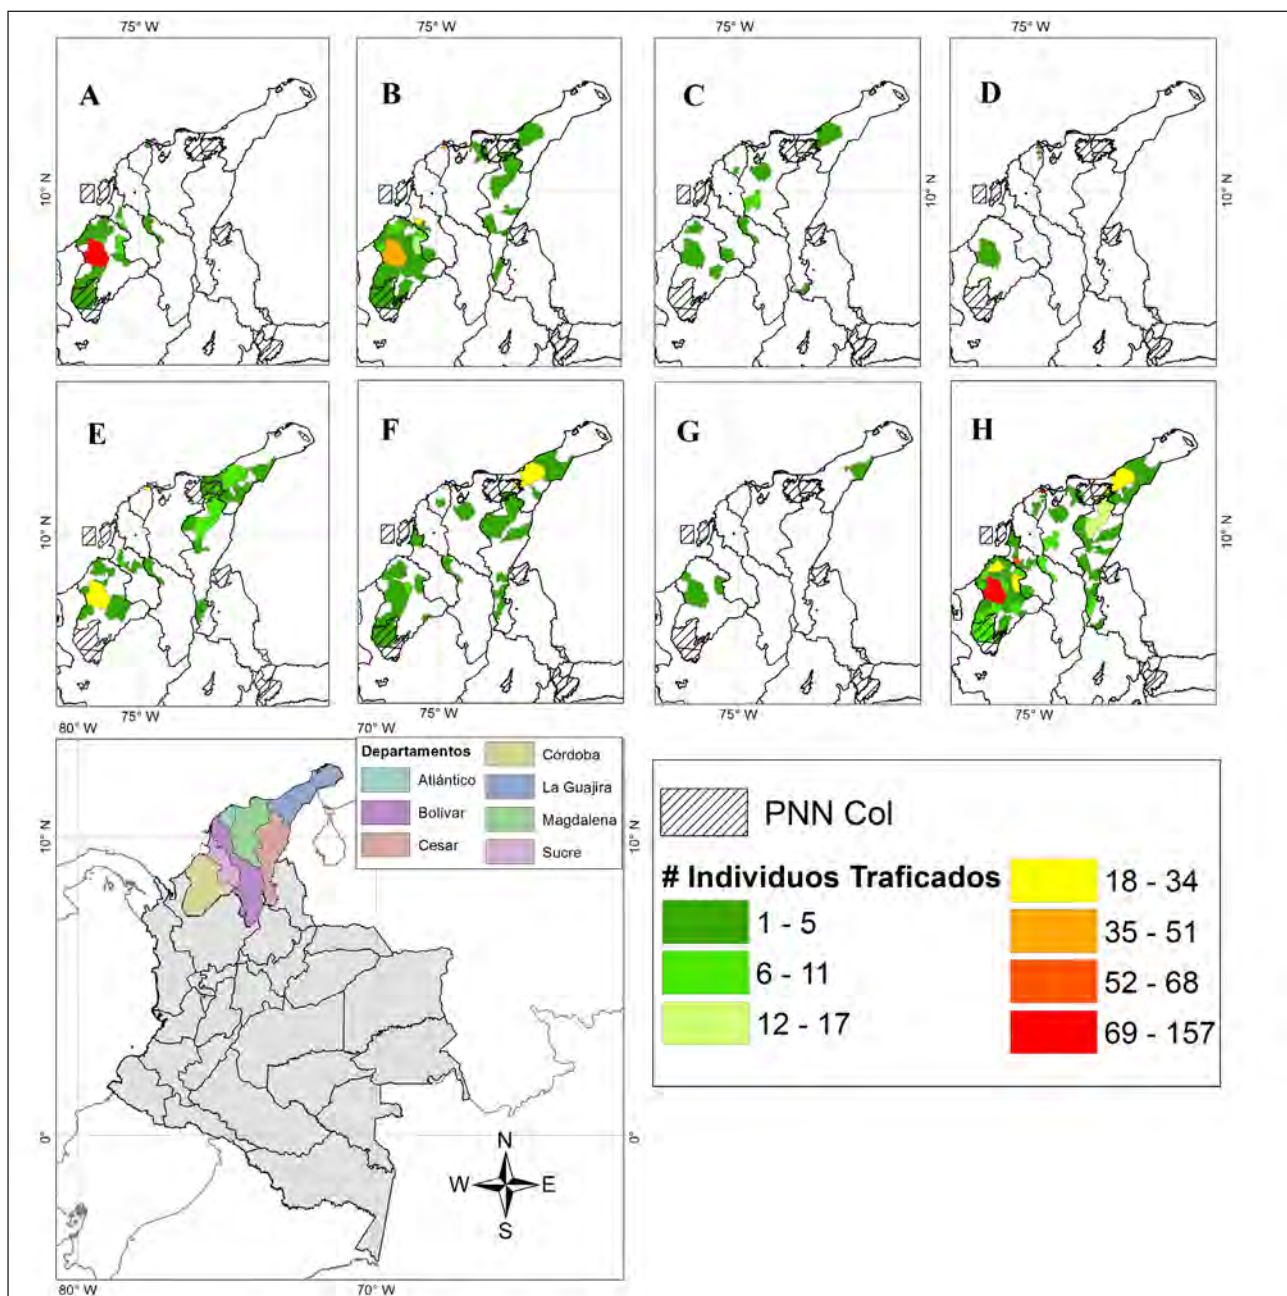 75° W 75° W 75° W 75° W
A B C D
10° N 10° N 10° N
E F G H
10° N 10° N
75° W 75° W 75° W 75° W
80° W 70° W
Departamentos
Atlántico
Bolívar
Cesar
Córdoba
La Guajira
Magdalena
Sucre
10° N 10° N
0° 0°
N
W E
S
80° W 70° W
PNN Col
# Individuos Traficados
1 - 5
6 - 11
12 - 17
18 - 34
35 - 51
52 - 68
69 - 157